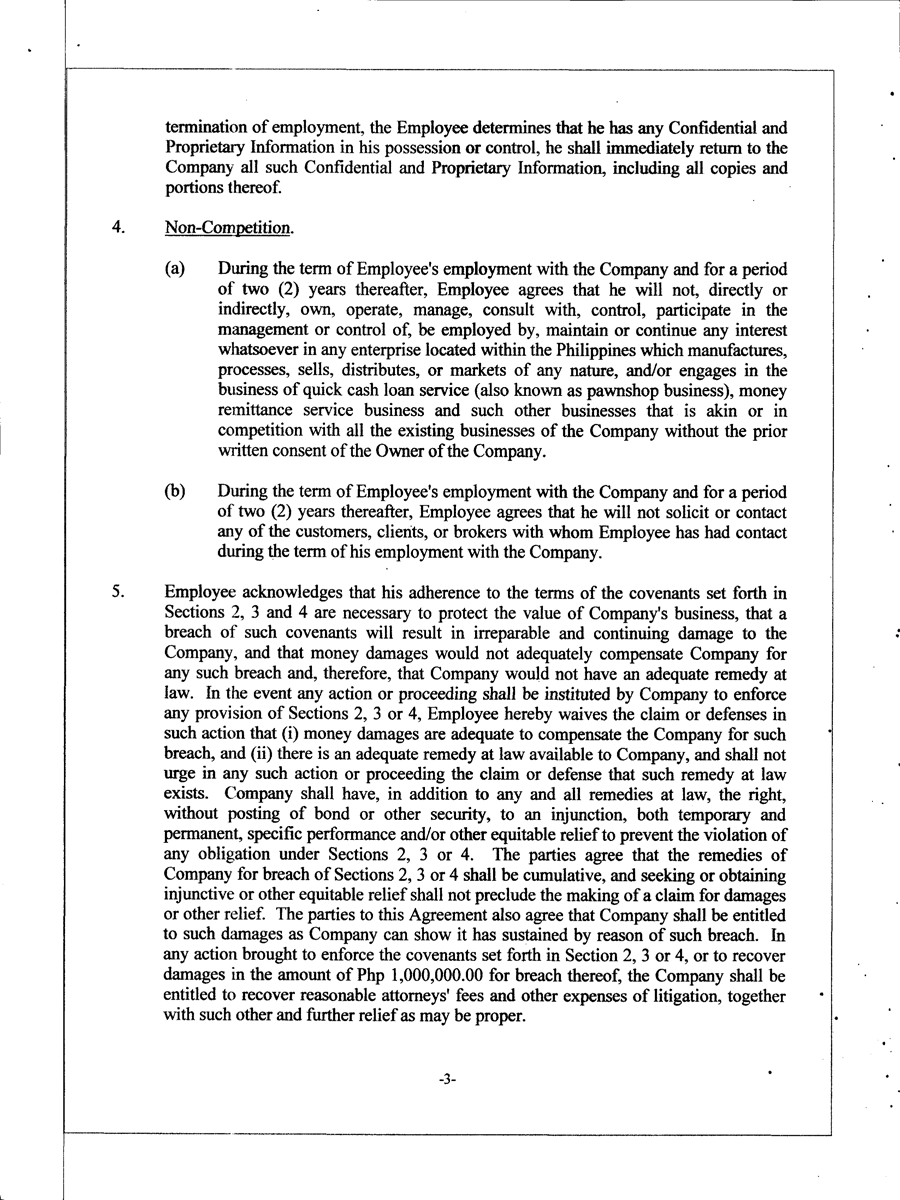 termination of employment, the Employee determines that he has any Confidential and
Proprietary Information in his possession or control, he shall immediately return to the
Company all such Confidential and Proprietary Information, including all copies and
portions thereof.
4. Non-Competition.
(a) During the term of Employee's employment with the Company and for a period
of two (2) years thereafter, Employee agrees that he will not, directly or
indirectly, own, operate, manage, consult with, control, participate in the
management or control of, be employed by, maintain or continue any interest
whatsoever in any enterprise located within the Philippines which manufactures,
processes, sells, distributes, or markets of any nature, and/or engages in the
business of quick cash loan service (also known as pawnshop business), money
remittance service business and such other businesses that is akin or in
competition with all the existing businesses of the Company without the prior
written consent of the Owner of the Company.
(b) During the term of Employee's employment with the Company and for a period
of two (2) years thereafter, Employee agrees that he will not solicit or contact
any of the customers, clients, or brokers with whom Employee has had contact
during the term of his employment with the Company.
5. Employee acknowledges that his adherence to the terms of the covenants set forth in
Sections 2, 3 and 4 are necessary to protect the value of Company's business, that a
breach of such covenants will result in irreparable and continuing damage to the
Company, and that money damages would not adequately compensate Company for
any such breach and, therefore, that Company would not have an adequate remedy at
law. In the event any action or proceeding shall be instituted by Company to enforce
any provision of Sections 2, 3 or 4, Employee hereby waives the claim or defenses in
such action that (i) money damages are adequate to compensate the Company for such
breach, and (ii) there is an adequate remedy at law available to Company, and shall not
urge in any such action or proceeding the claim or defense that such remedy at law
exists. Company shall have, in addition to any and all remedies at law, the right,
without posting of bond or other security, to an injunction, both temporary and
permanent, specific performance and/or other equitable relief to prevent the violation of
any obligation under Sections 2, 3 or 4. The parties agree that the remedies of
Company for breach of Sections 2, 3 or 4 shall be cumulative, and seeking or obtaining
injunctive or other equitable relief shall not preclude the making of a claim for damages
or other relief. The parties to this Agreement also agree that Company shall be entitled
to such damages as Company can show it has sustained by reason of such breach. In
any action brought to enforce the covenants set forth in Section 2, 3 or 4, or to recover
damages in the amount of Php 1,000,000.00 for breach thereof, the Company shall be
entitled to recover reasonable attorneys' fees and other expenses of litigation, together
with such other and further relief as may be proper.
-3-